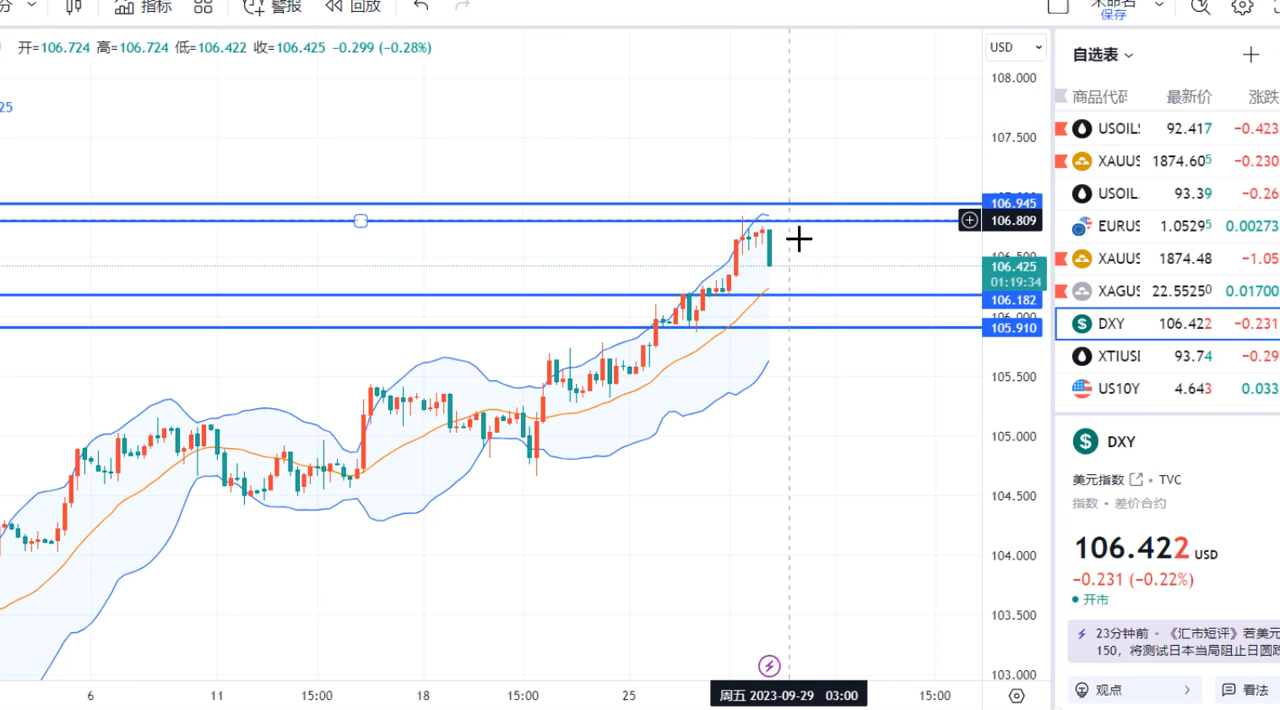 分 指标 警报 回放 未命名
保存
开=106.724 高=106.724 低=106.422 收=106.425 −0.299 (−0.28%)
USD
25
108.000
107.500
106.945
106.809
106.425
01:19:34
106.182
105.910
105.500
105.000
104.500
104.000
103.500
103.000
6 11 15:00 18 15:00 25 周五 2023-09-29 03:00 15:00
自选表
商品代码 最新价 涨跌
USOIL 92.417 −0.423
XAUUS 1874.605 −0.230
USOIL. 93.39 −0.26
EURUS 1.05295 0.00273
XAUUS 1874.48 −1.05
XAGUS 22.55250 0.01700
DXY 106.422 −0.231
XTIUSI 93.74 −0.29
US10Y 4.643 0.033
DXY
美元指数 • TVC
指数 • 差价合约
106.422 USD
−0.231 (−0.22%)
开市
23分钟前 • 《汇市短评》若美元
150，将测试日本当局阻止日圆
观点 看法